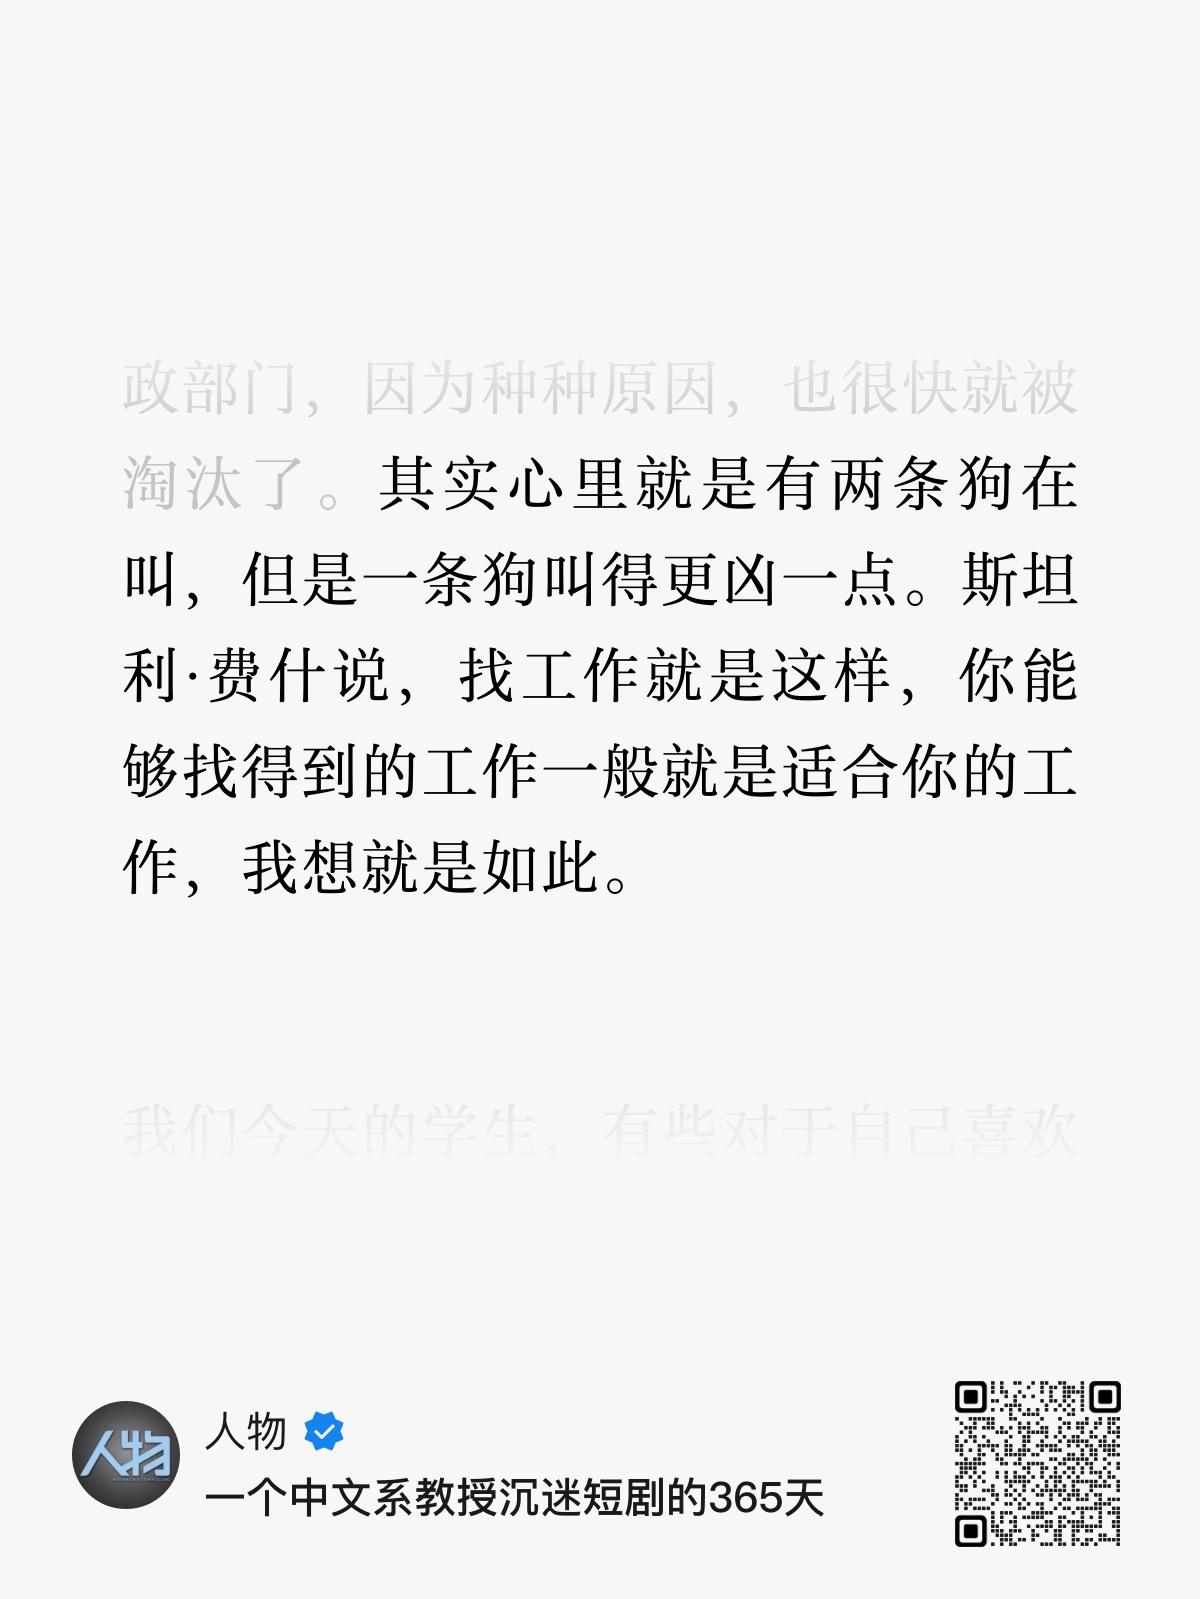 政部门，因为种种原因，也很快就被
淘汰了。其实心里就是有两条狗在
叫，但是一条狗叫得更凶一点。斯坦
利·费什说，找工作就是这样，你能
够找得到的工作一般就是适合你的工
作，我想就是如此。
我们今天的学生，有些对于自己喜欢
人物
人物
一个中文系教授沉迷短剧的365天